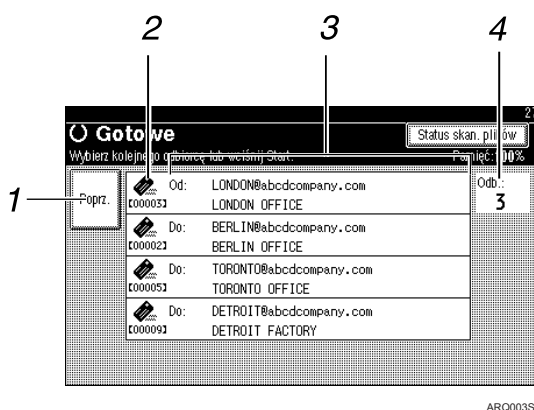 2 3 4
27
Gotowe
Status skan. plików
Wybierz kolejnego odbiorcę lub wciśnij Start. Pamięć:100%
1
Poprz.
Od: LONDON@abcdcompany.com
[00003] LONDON OFFICE
Odb.:
3
Do: BERLIN@abcdcompany.com
[00002] BERLIN OFFICE
Do: TORONTO@abcdcompany.com
[00005] TORONTO OFFICE
Do: DETROIT@abcdcompany.com
[00009] DETROIT FACTORY
ARQ003S